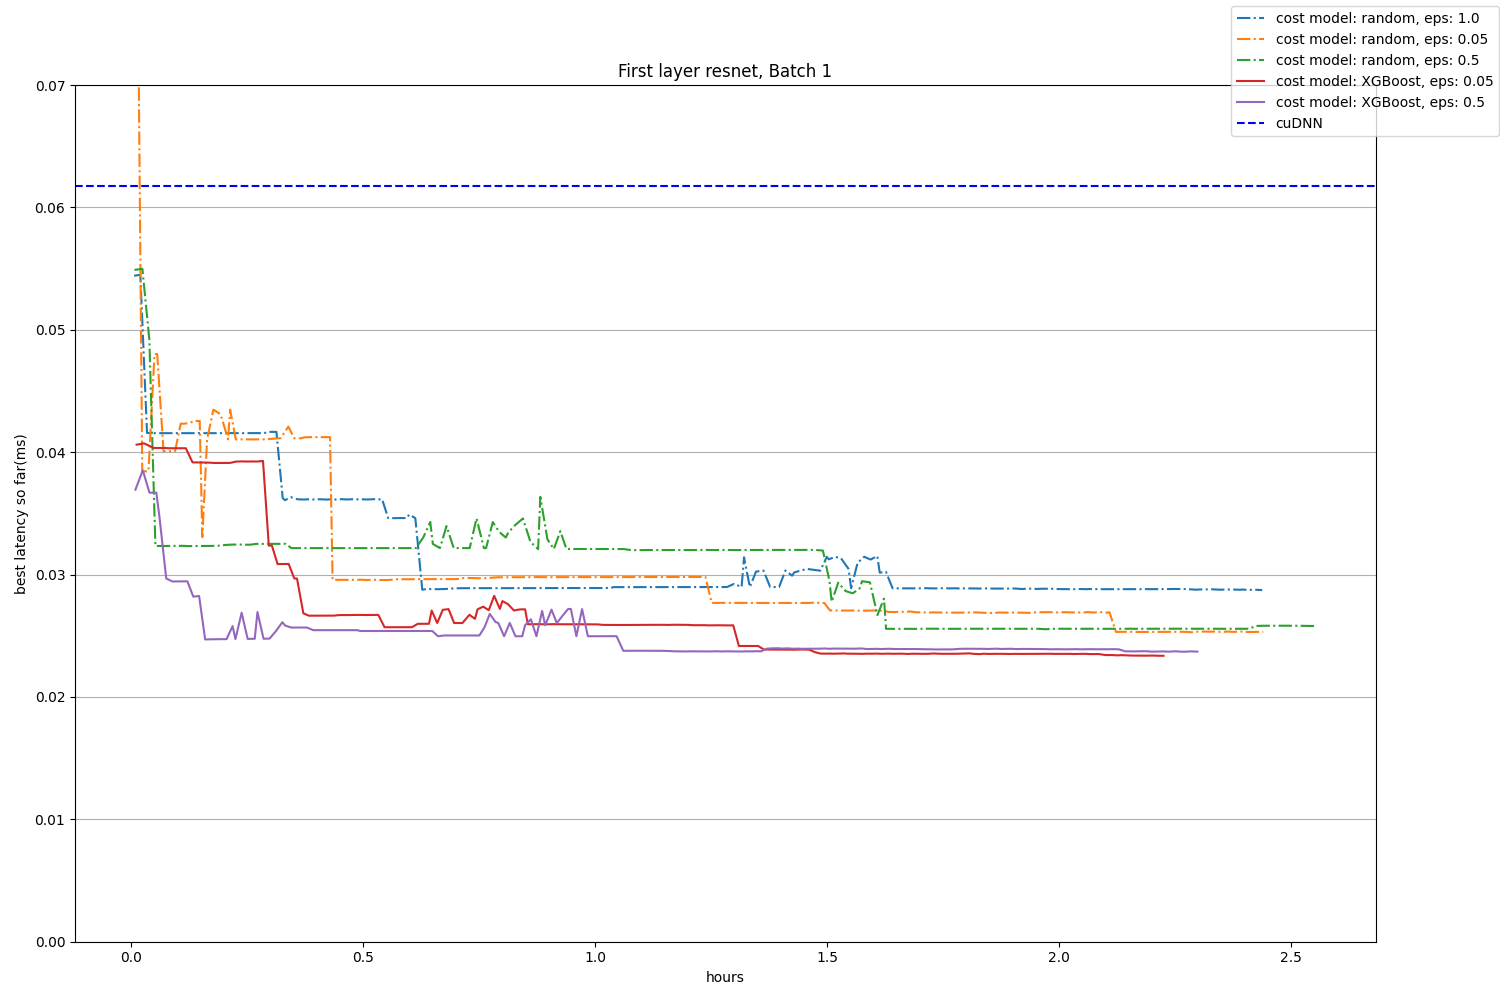 cost model: random, eps: 1.0
cost model: random, eps: 0.05
cost model: random, eps: 0.5
cost model: XGBoost, eps: 0.05
cost model: XGBoost, eps: 0.5
cuDNN
First layer resnet, Batch 1
best latency so far(ms)
0.07
0.06
0.05
0.04
0.03
0.02
0.01
0.00
0.0 0.5 1.0 1.5 2.0 2.5
hours